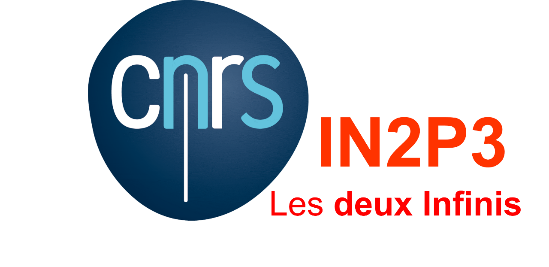 cnrs
IN2P3
Les deux Infinis